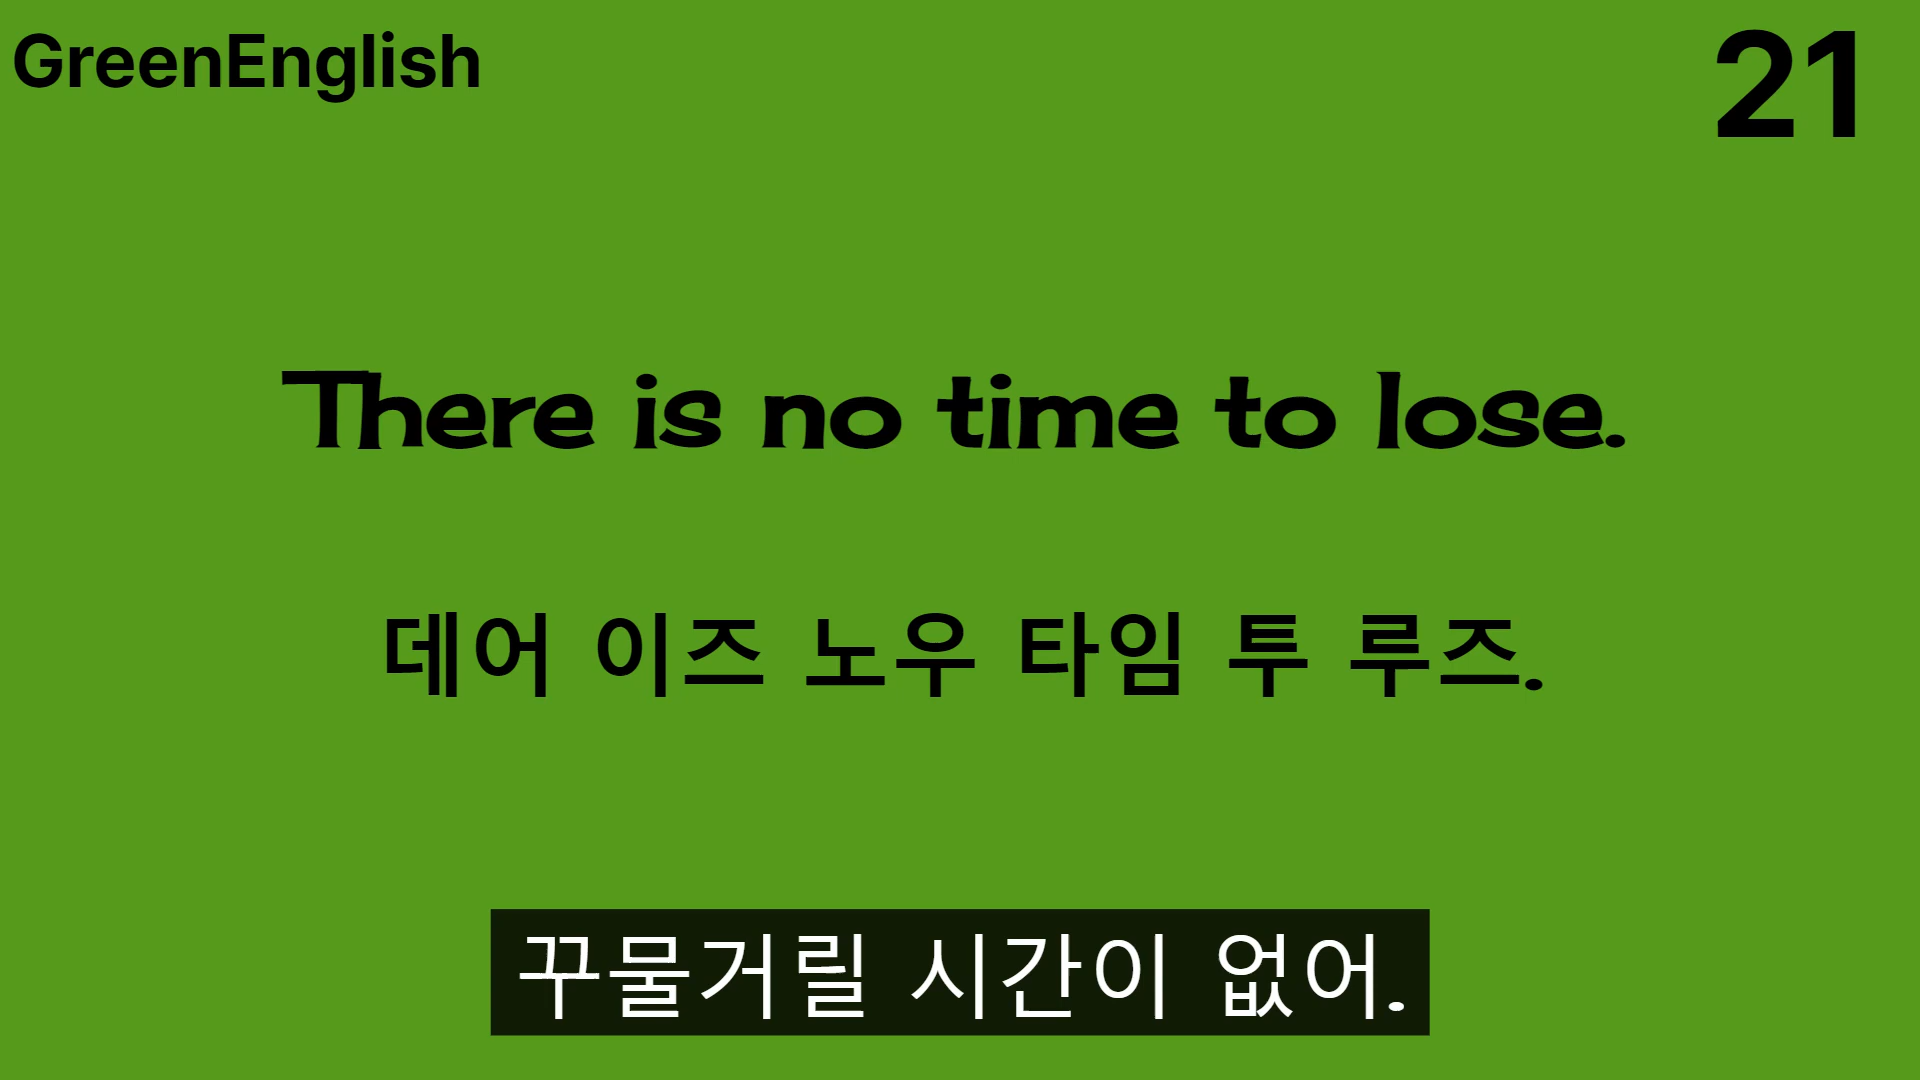 GreenEnglish
21
There is no time to lose.
데어 이즈 노우 타임 투 루즈.
꾸물거릴 시간이 없어.